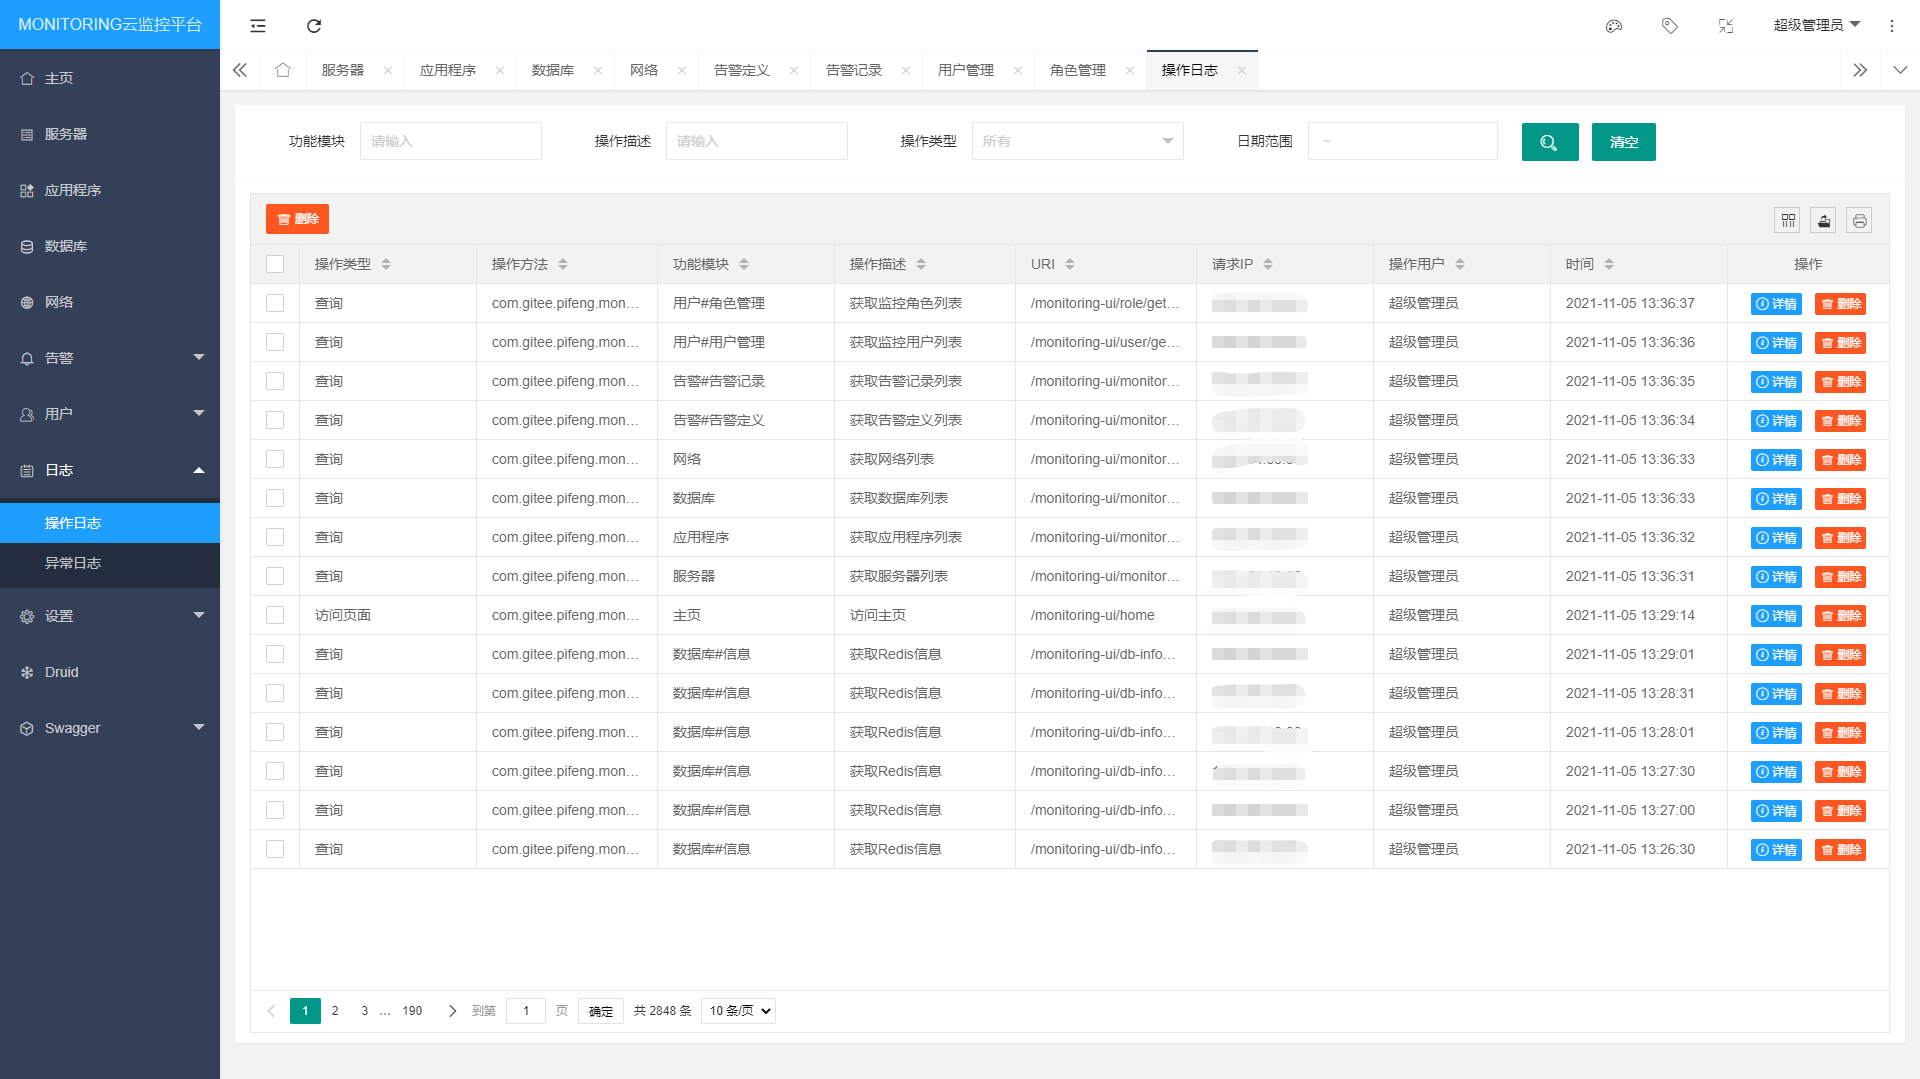 MONITORING云监控平台
超级管理员
服务器 应用程序 数据库 网络 告警定义 告警记录 用户管理 角色管理 操作日志
主页
服务器
应用程序
数据库
网络
告警
用户
日志
操作日志
异常日志
设置
Druid
Swagger
功能模块 请输入 操作描述 请输入 操作类型 所有 日期范围 ~ 清空
删除
操作类型 操作方法 功能模块 操作描述 URI 请求IP 操作用户 时间 操作
查询 com.gitee.pifeng.mon... 用户#角色管理 获取监控角色列表 /monitoring-ui/role/get... 超级管理员 2021-11-05 13:36:37 详情 删除
查询 com.gitee.pifeng.mon... 用户#用户管理 获取监控用户列表 /monitoring-ui/user/ge... 超级管理员 2021-11-05 13:36:36 详情 删除
查询 com.gitee.pifeng.mon... 告警#告警记录 获取告警记录列表 /monitoring-ui/monitor... 超级管理员 2021-11-05 13:36:35 详情 删除
查询 com.gitee.pifeng.mon... 告警#告警定义 获取告警定义列表 /monitoring-ui/monitor... 超级管理员 2021-11-05 13:36:34 详情 删除
查询 com.gitee.pifeng.mon... 网络 获取网络列表 /monitoring-ui/monitor... 超级管理员 2021-11-05 13:36:33 详情 删除
查询 com.gitee.pifeng.mon... 数据库 获取数据库列表 /monitoring-ui/monitor... 超级管理员 2021-11-05 13:36:33 详情 删除
查询 com.gitee.pifeng.mon... 应用程序 获取应用程序列表 /monitoring-ui/monitor... 超级管理员 2021-11-05 13:36:32 详情 删除
查询 com.gitee.pifeng.mon... 服务器 获取服务器列表 /monitoring-ui/monitor... 超级管理员 2021-11-05 13:36:31 详情 删除
访问页面 com.gitee.pifeng.mon... 主页 访问主页 /monitoring-ui/home 超级管理员 2021-11-05 13:29:14 详情 删除
查询 com.gitee.pifeng.mon... 数据库#信息 获取Redis信息 /monitoring-ui/db-info... 超级管理员 2021-11-05 13:29:01 详情 删除
查询 com.gitee.pifeng.mon... 数据库#信息 获取Redis信息 /monitoring-ui/db-info... 超级管理员 2021-11-05 13:28:31 详情 删除
查询 com.gitee.pifeng.mon... 数据库#信息 获取Redis信息 /monitoring-ui/db-info... 超级管理员 2021-11-05 13:28:01 详情 删除
查询 com.gitee.pifeng.mon... 数据库#信息 获取Redis信息 /monitoring-ui/db-info... 超级管理员 2021-11-05 13:27:30 详情 删除
查询 com.gitee.pifeng.mon... 数据库#信息 获取Redis信息 /monitoring-ui/db-info... 超级管理员 2021-11-05 13:27:00 详情 删除
查询 com.gitee.pifeng.mon... 数据库#信息 获取Redis信息 /monitoring-ui/db-info... 超级管理员 2021-11-05 13:26:30 详情 删除
1 2 3 ... 190 到第 1 页 确定 共 2848 条 10 条/页